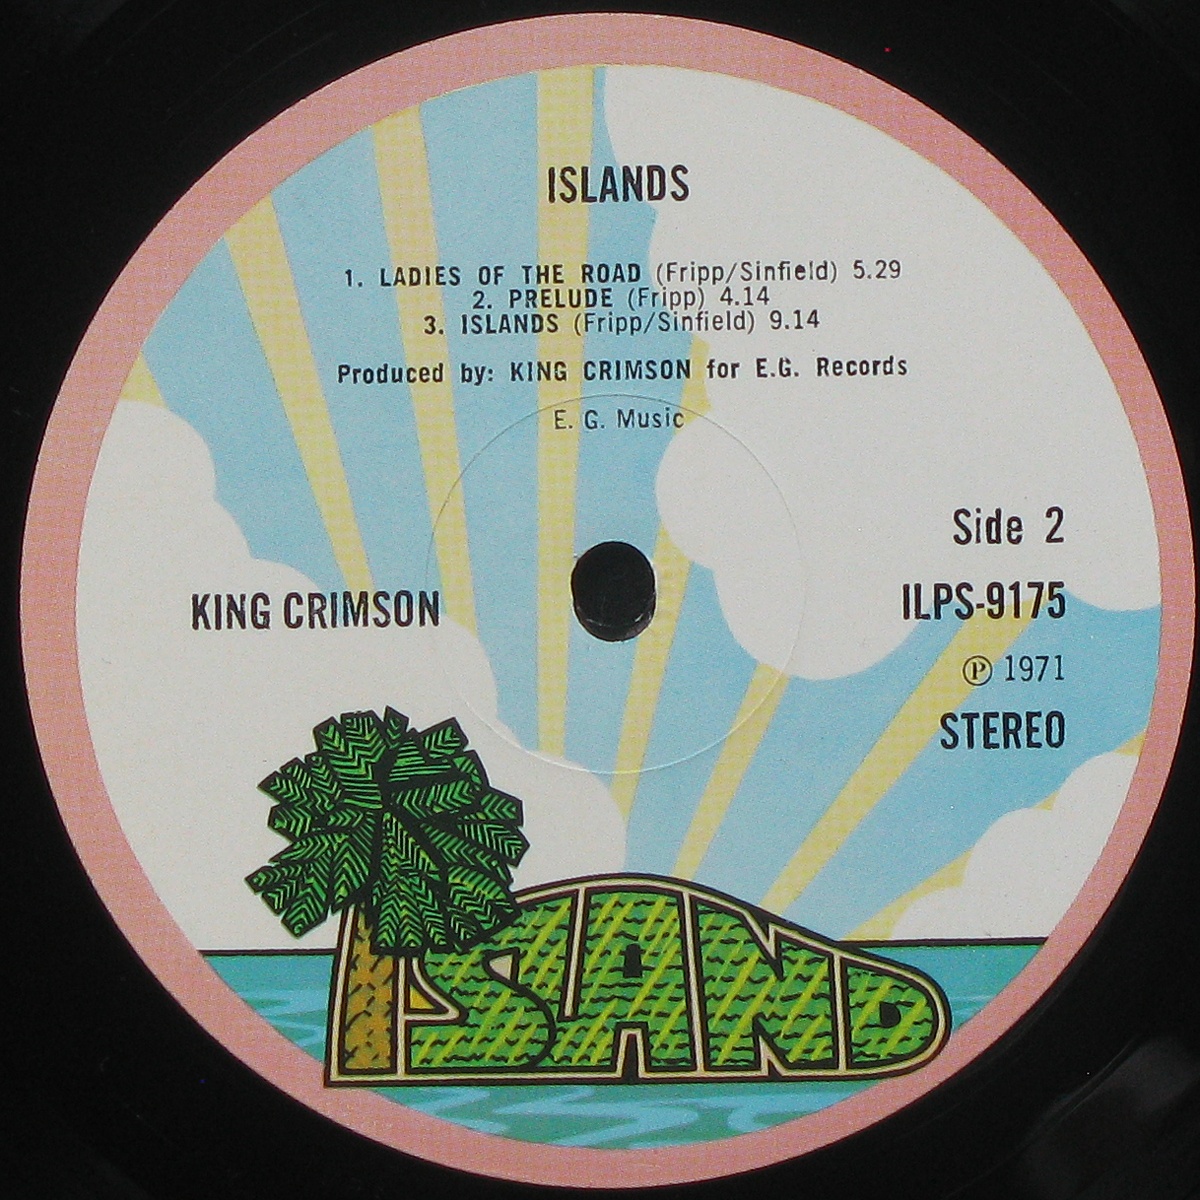 ISLANDS
1. LADIES OF THE ROAD (Fripp/Sinfield) 5.29
2. PRELUDE (Fripp) 4.14
3. ISLANDS (Fripp/Sinfield) 9.14
Produced by: KING CRIMSON for E.G. Records
E. G. Music
Side 2
KING CRIMSON
ILPS-9175
℗ 1971
STEREO
ISLAND